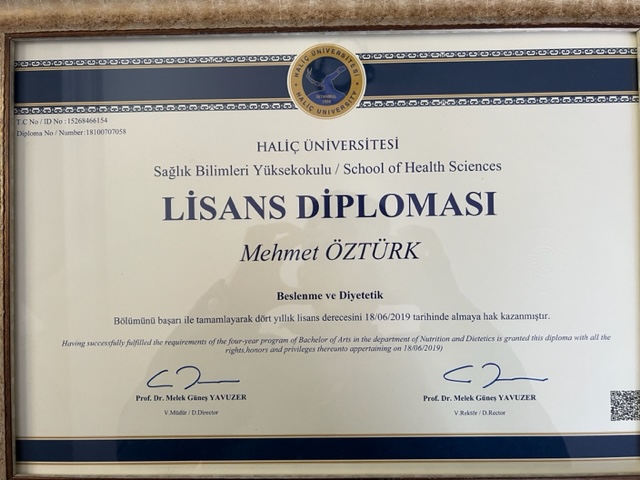 HALİÇ ÜNİVERSİTESİ
İSTANBUL
HALİÇ UNIVERSITY
T.C No / ID No :15268466154
Diploma No / Number :18100707058
HALİÇ ÜNİVERSİTESİ
Sağlık Bilimleri Yüksekokulu / School of Health Sciences
LİSANS DİPLOMASI
Mehmet ÖZTÜRK
Beslenme ve Diyetetik
Bölümünü başarı ile tamamlayarak dört yıllık lisans derecesini 18/06/2019 tarihinde almaya hak kazanmıştır.
Having successfully fulfilled the requirements of the four-year program of Bachelor of Arts in the department of Nutrition and Dietetics is granted this diploma with all the
rights,honors and privileges thereunto appertening on 18/06/2019)
Prof. Dr. Melek Güneş YAVUZER
V.Müdür / D.Director
Prof. Dr. Melek Güneş YAVUZER
V.Rektör / D.Rector